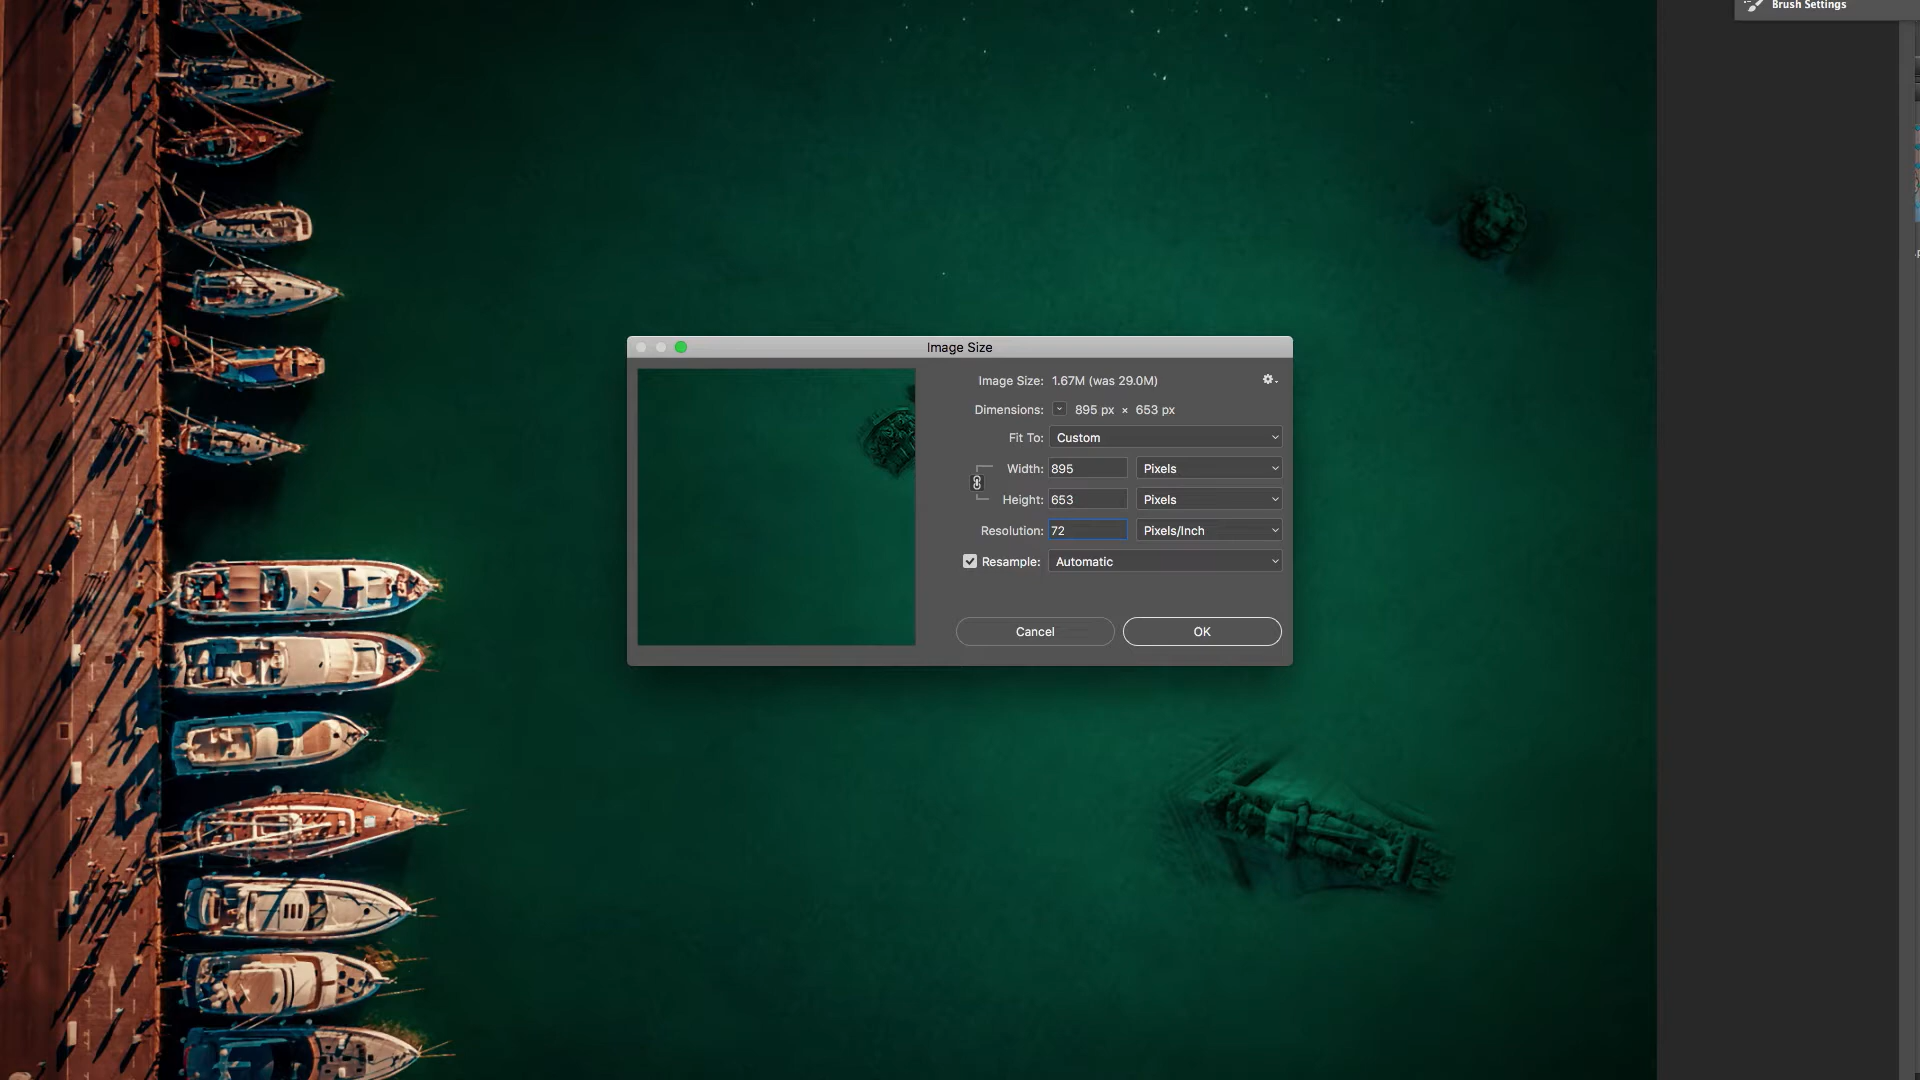 Brush Settings
Image Size
Image Size: 1.67M (was 29.0M)
Dimensions: 895 px × 653 px
Fit To: Custom
Width: 895 Pixels
Height: 653 Pixels
Resolution: 72 Pixels/Inch
Resample: Automatic
Cancel OK